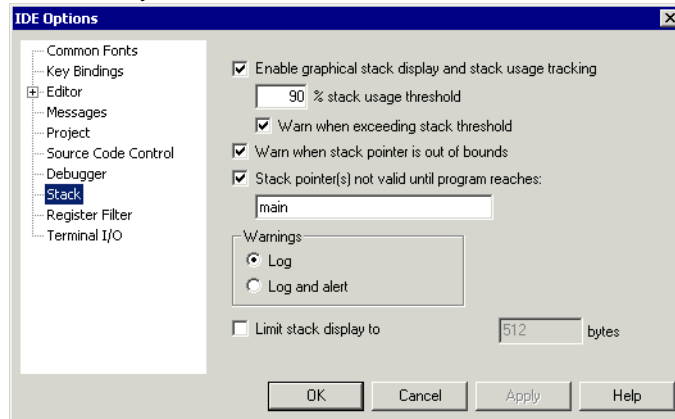 IDE Options
Common Fonts
Key Bindings
Editor
Messages
Project
Source Code Control
Debugger
Stack
Register Filter
Terminal I/O
Enable graphical stack display and stack usage tracking
90 % stack usage threshold
Warn when exceeding stack threshold
Warn when stack pointer is out of bounds
Stack pointer(s) not valid until program reaches:
main
Warnings
Log
Log and alert
Limit stack display to 512 bytes
OK Cancel Apply Help